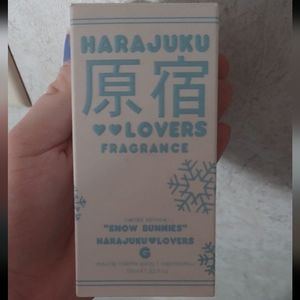 HARAJUKU
原宿
♥♥LOVERS
FRAGRANCE
LIMITED EDITION
"SNOW BUNNIES"
HARAJUKU♥LOVERS
G